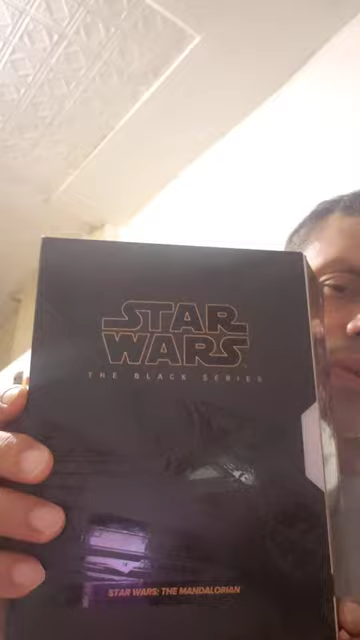 STAR
WARS
THE BLACK SERIES
STAR WARS: THE MANDALORIAN